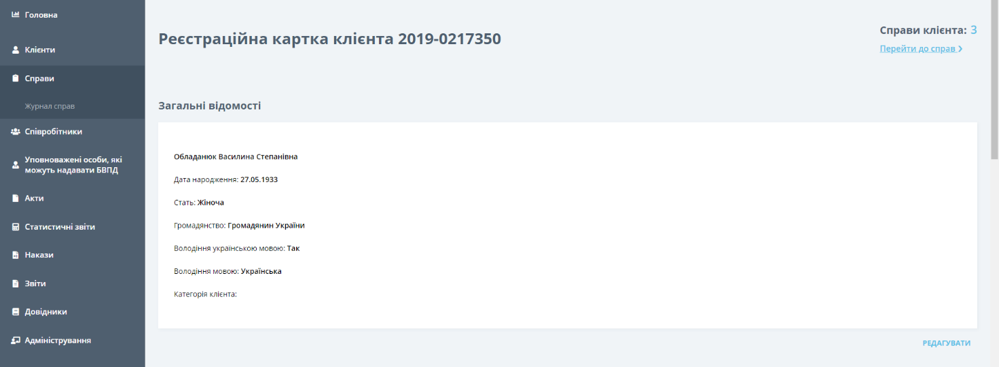 Головна
Клієнти
Справи
Журнал справ
Співробітники
Уповноважені особи, які
можуть надавати БВПД
Акти
Статистичні звіти
Накази
Звіти
Довідники
Адміністрування
Реєстраційна картка клієнта 2019-0217350
Справи клієнта: 3
Перейти до справ
Загальні відомості
Обладанюк Василина Степанівна
Дата народження: 27.05.1933
Стать: Жіноча
Громадянство: Громадянин України
Володіння українською мовою: Так
Володіння мовою: Українська
Категорія клієнта:
РЕДАГУВАТИ